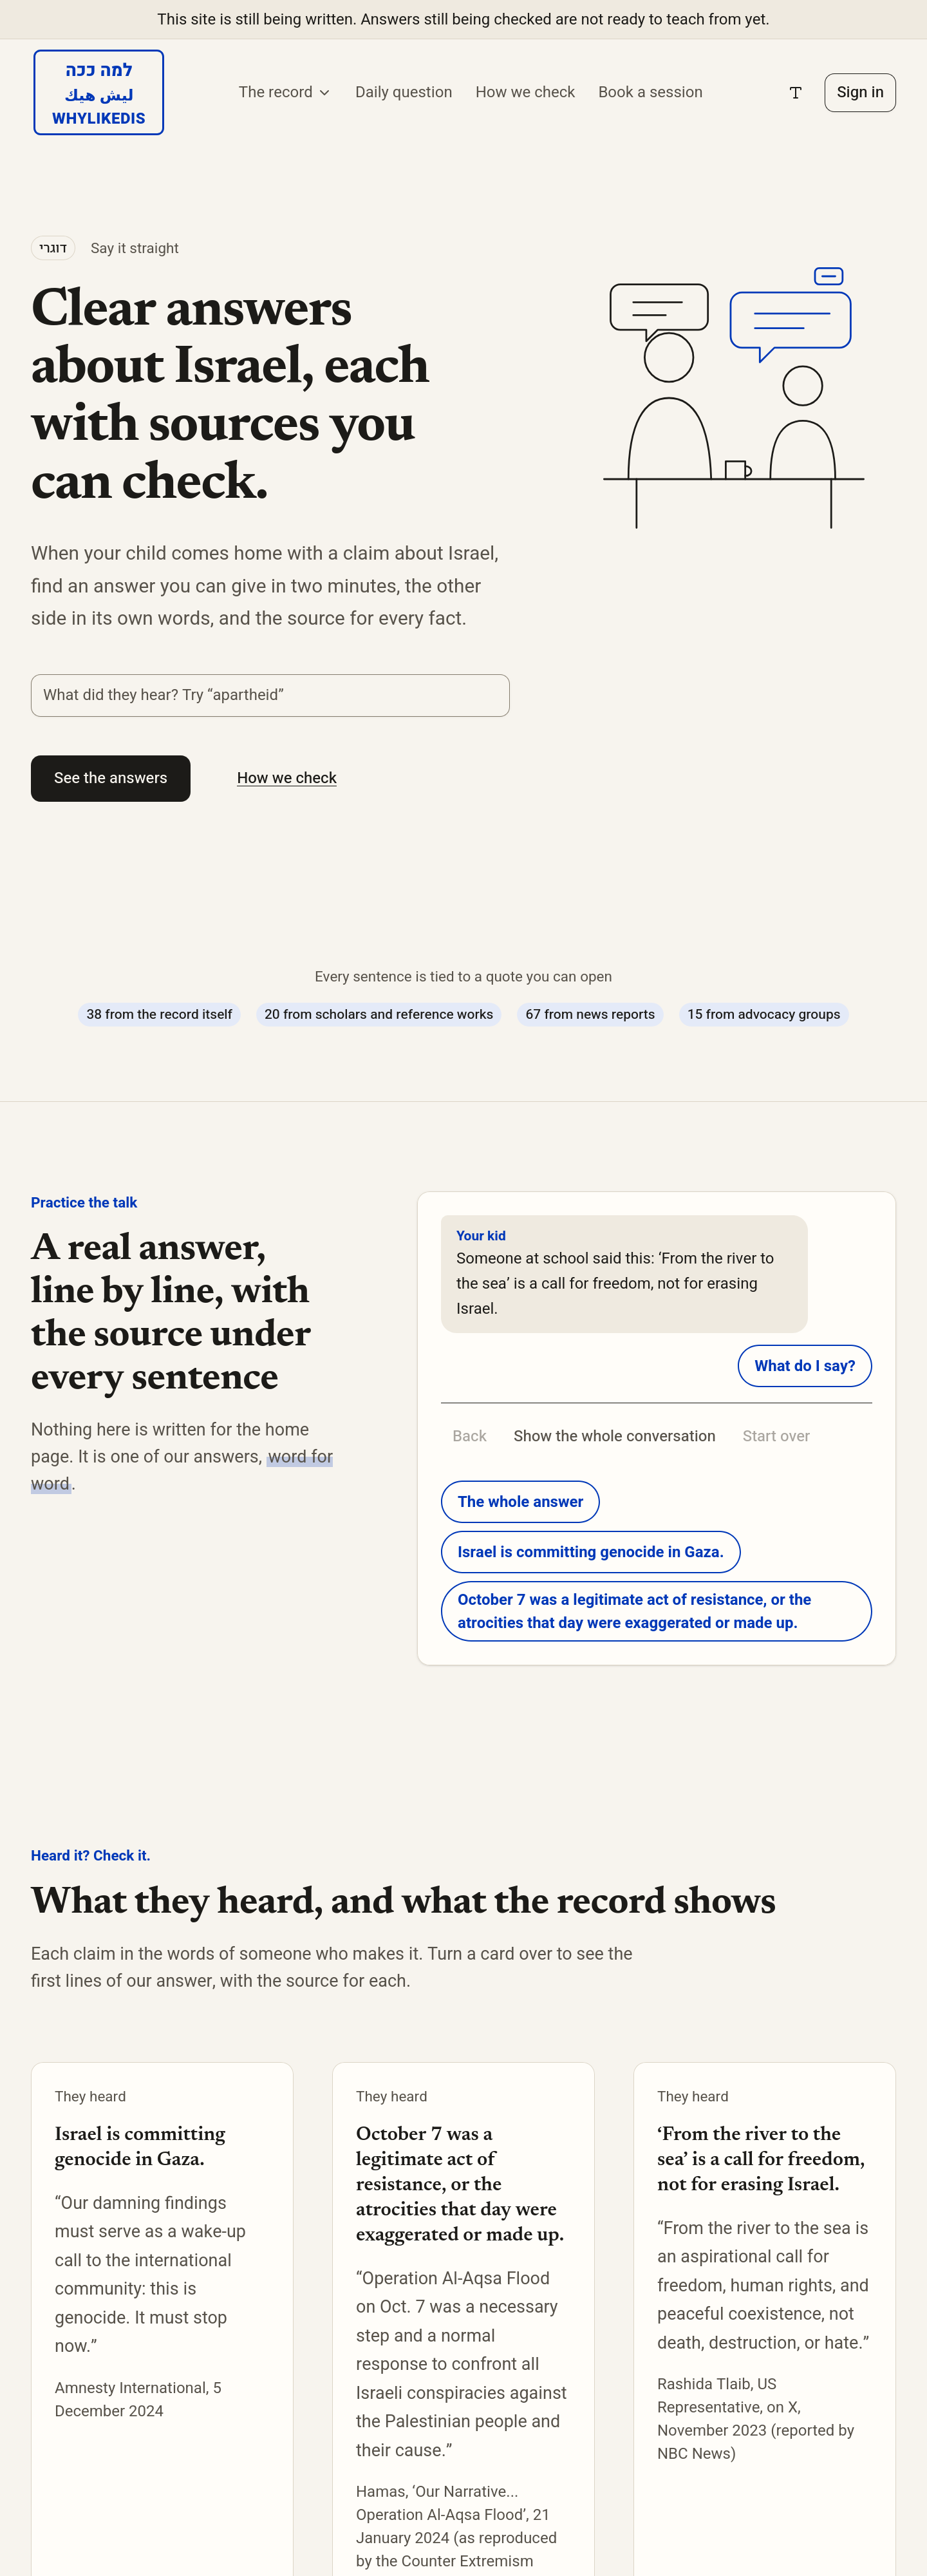 This site is still being written. Answers still being checked are not ready to teach from yet.
למה ככה
ليش هيك
WHYLIKEDIS
The record
Daily question
How we check
Book a session
Sign in
דוגרי
Say it straight
Clear answers
about Israel, each
with sources you
can check.
When your child comes home with a claim about Israel,
find an answer you can give in two minutes, the other
side in its own words, and the source for every fact.
What did they hear? Try “apartheid”
See the answers
How we check
Every sentence is tied to a quote you can open
38 from the record itself
20 from scholars and reference works
67 from news reports
15 from advocacy groups
Practice the talk
A real answer,
line by line, with
the source under
every sentence
Nothing here is written for the home
page. It is one of our answers, word for
word.
Your kid
Someone at school said this: ‘From the river to
the sea’ is a call for freedom, not for erasing
Israel.
What do I say?
Back
Show the whole conversation
Start over
The whole answer
Israel is committing genocide in Gaza.
October 7 was a legitimate act of resistance, or the
atrocities that day were exaggerated or made up.
Heard it? Check it.
What they heard, and what the record shows
Each claim in the words of someone who makes it. Turn a card over to see the
first lines of our answer, with the source for each.
They heard
Israel is committing
genocide in Gaza.
“Our damning findings
must serve as a wake-up
call to the international
community: this is
genocide. It must stop
now.”
Amnesty International, 5
December 2024
They heard
October 7 was a
legitimate act of
resistance, or the
atrocities that day were
exaggerated or made up.
“Operation Al-Aqsa Flood
on Oct. 7 was a necessary
step and a normal
response to confront all
Israeli conspiracies against
the Palestinian people and
their cause.”
Hamas, ‘Our Narrative...
Operation Al-Aqsa Flood’, 21
January 2024 (as reproduced
by the Counter Extremism
They heard
‘From the river to the
sea’ is a call for freedom,
not for erasing Israel.
“From the river to the sea is
an aspirational call for
freedom, human rights, and
peaceful coexistence, not
death, destruction, or hate.”
Rashida Tlaib, US
Representative, on X,
November 2023 (reported by
NBC News)